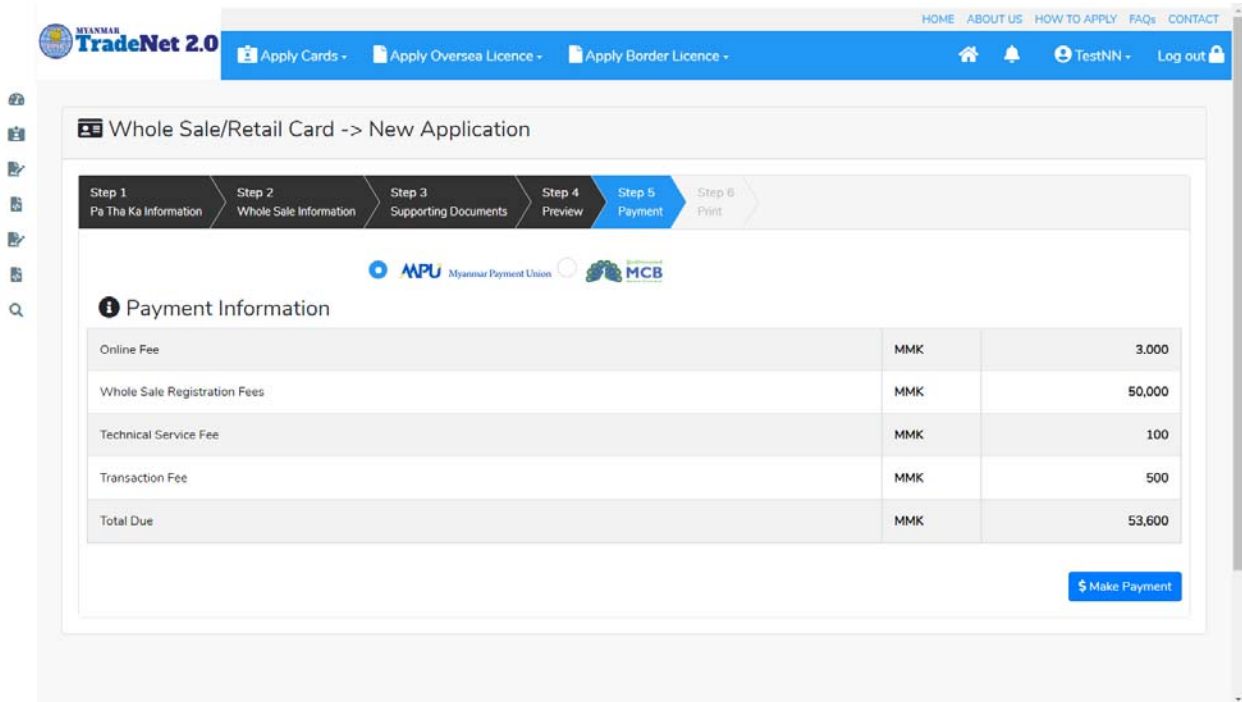 HOME ABOUT US HOW TO APPLY FAQs CONTACT
MYANMAR
TradeNet 2.0
Apply Cards Apply Oversea Licence Apply Border Licence TestNN Log out
Whole Sale/Retail Card -> New Application
Step 1 Step 2 Step 3 Step 4 Step 5 Step 6
Pa Tha Ka Information Whole Sale Information Supporting Documents Preview Payment Print
MPU Myanmar Payment Union MCB
Payment Information
Online Fee MMK 3.000
Whole Sale Registration Fees MMK 50,000
Technical Service Fee MMK 100
Transaction Fee MMK 500
Total Due MMK 53,600
$ Make Payment